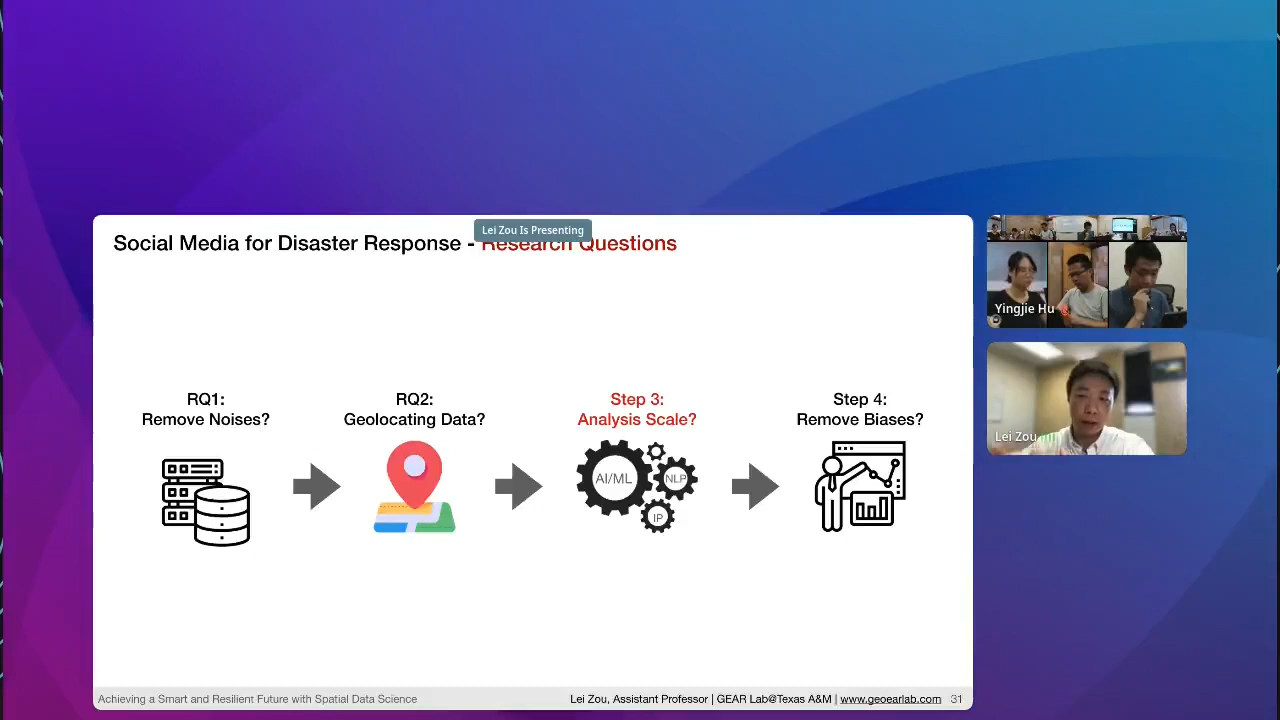 Lei Zou Is Presenting
Social Media for Disaster Response - Research Questions
RQ1:
Remove Noises?
RQ2:
Geolocating Data?
Step 3:
Analysis Scale?
Step 4:
Remove Biases?
AI/ML
NLP
IP
Yingjie Hu
Lei Zou
Achieving a Smart and Resilient Future with Spatial Data Science
Lei Zou, Assistant Professor | GEAR Lab@Texas A&M | www.geoearlab.com 31